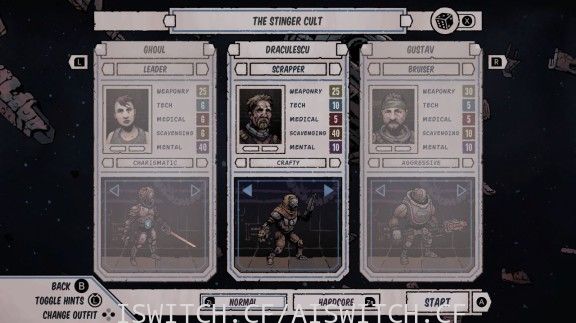 THE STINGER CULT
X
L
R
GHOUL
LEADER
WEAPONRY 25
TECH 6
MEDICAL 6
SCAVENGING 6
MENTAL 40
CHARISMATIC
DRACULESCU
SCRAPPER
WEAPONRY 25
TECH 10
MEDICAL 5
SCAVENGING 40
MENTAL 10
CRAFTY
GUSTAV
BRUISER
WEAPONRY 30
TECH 5
MEDICAL 5
SCAVENGING 10
MENTAL 10
AGGRESSIVE
BACK B
TOGGLE HINTS
CHANGE OUTFIT
NORMAL
HARDCORE
START A
ISWITCH.CF/AISWITCH.CF